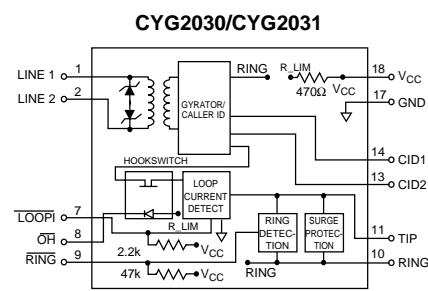 CYG2030/CYG2031
LINE 1 1
LINE 2 2
GYRATOR/
CALLER ID
RING R_LIM
470Ω VCC
18 VCC
17 GND
14 CID1
13 CID2
HOOKSWITCH
LOOP
CURRENT
DETECT
LOOPI 7
R_LIM
OH 8
2.2k VCC
RING 9
47k VCC
RING
DETEC-
TION
SURGE
PROTEC-
TION
RING
11 TIP
10 RING